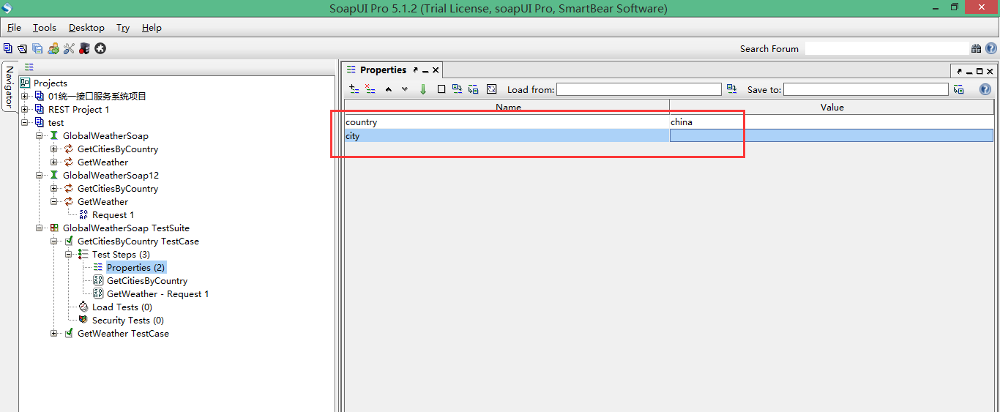 SoapUI Pro 5.1.2 (Trial License, soapUI Pro, SmartBear Software)
File Tools Desktop Try Help
Search Forum
Navigator
Projects
01统一接口服务系统项目
REST Project 1
test
GlobalWeatherSoap
GetCitiesByCountry
GetWeather
GlobalWeatherSoap12
GetCitiesByCountry
GetWeather
Request 1
GlobalWeatherSoap TestSuite
GetCitiesByCountry TestCase
Test Steps (3)
Properties (2)
GetCitiesByCountry
GetWeather - Request 1
Load Tests (0)
Security Tests (0)
GetWeather TestCase
Properties
Load from: Save to:
Name Value
country china
city